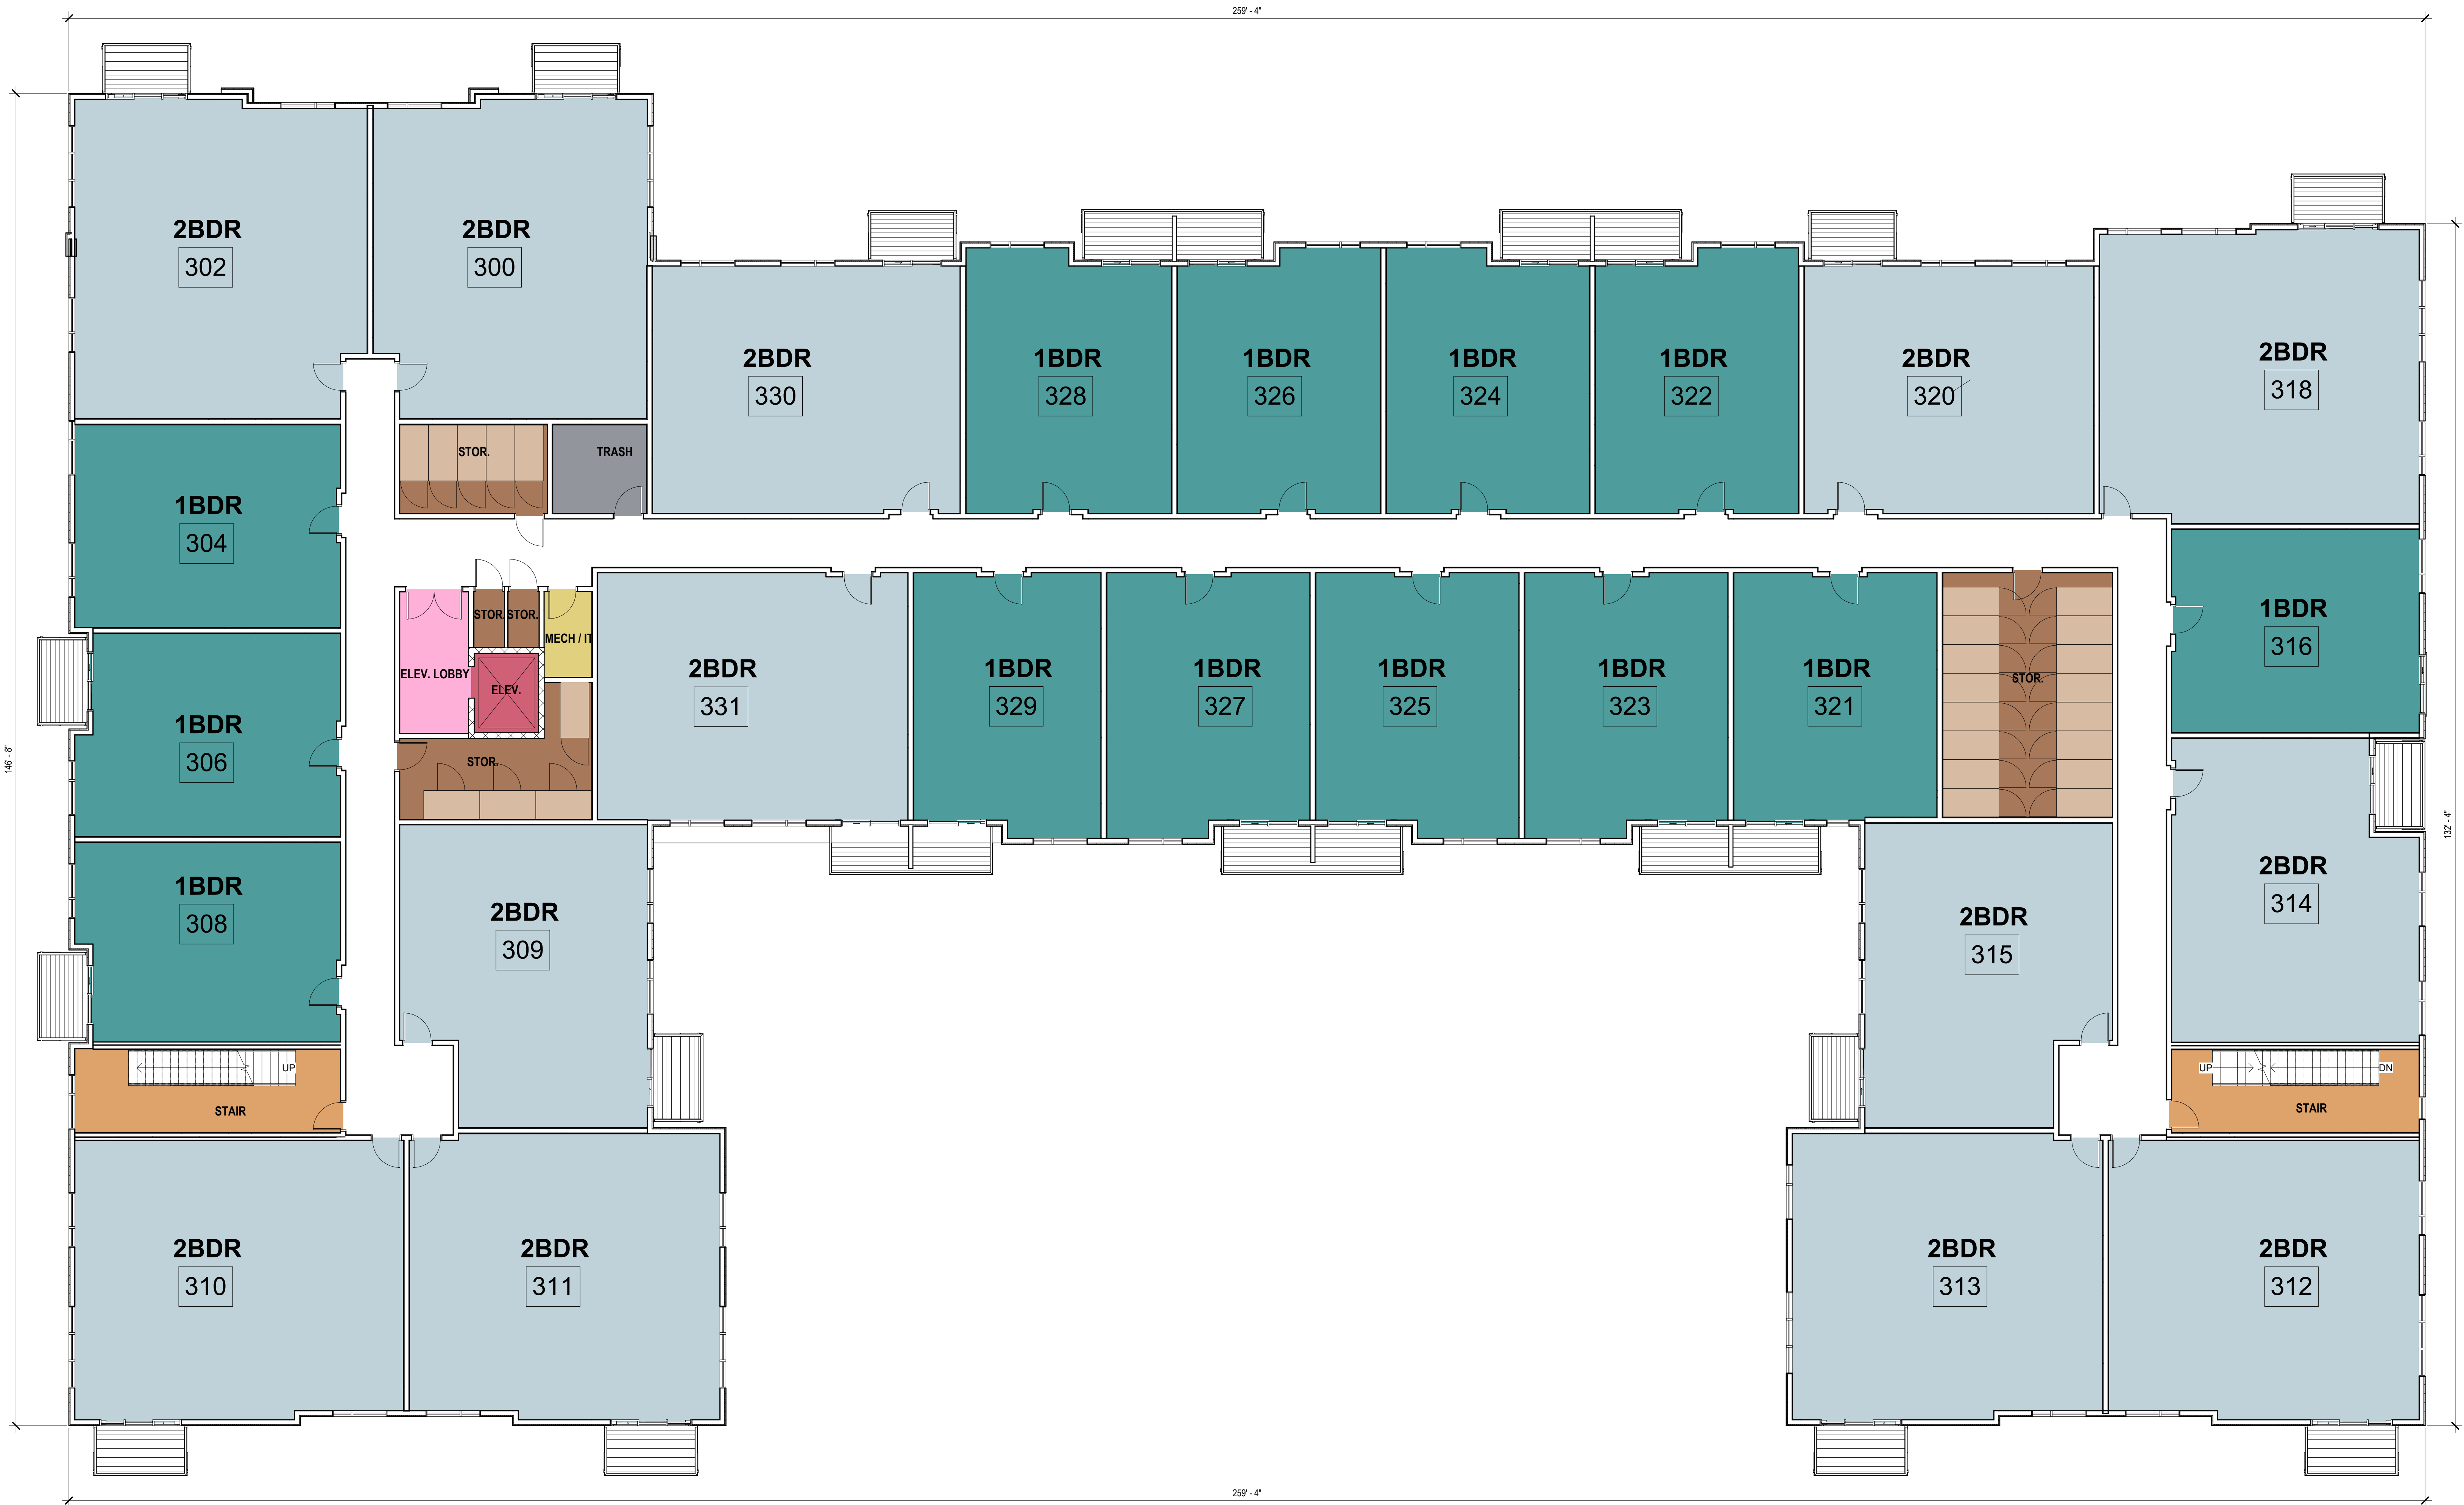 259' - 4"
2BDR
302
2BDR
300
2BDR
330
1BDR
328
1BDR
326
1BDR
324
1BDR
322
2BDR
320
2BDR
318
STOR.
TRASH
1BDR
304
STOR.
STOR.
MECH / IT
ELEV. LOBBY
ELEV.
STOR.
2BDR
331
1BDR
329
1BDR
327
1BDR
325
1BDR
323
1BDR
321
STOR.
1BDR
316
1BDR
306
146' - 8"
132' - 4"
1BDR
308
2BDR
309
2BDR
315
2BDR
314
UP
STAIR
UP
DN
STAIR
2BDR
310
2BDR
311
2BDR
313
2BDR
312
259' - 4"